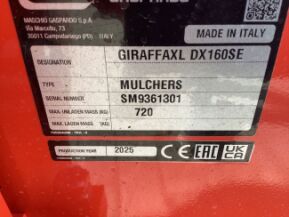 MASCHIO GASPARDO S.p.A
Via Marcello, 73
35011 Campodarsego (PD) ITALY
MADE IN ITALY
DESIGNATION GIRAFFAXL DX160SE
TYPE MULCHERS
SERIAL NUMBER SM9361301
MAX UNLADEN MASS (KG) 720
MAX LADEN MASS (KG)
PRODUCTION YEAR 2025
CE EAC UK CA